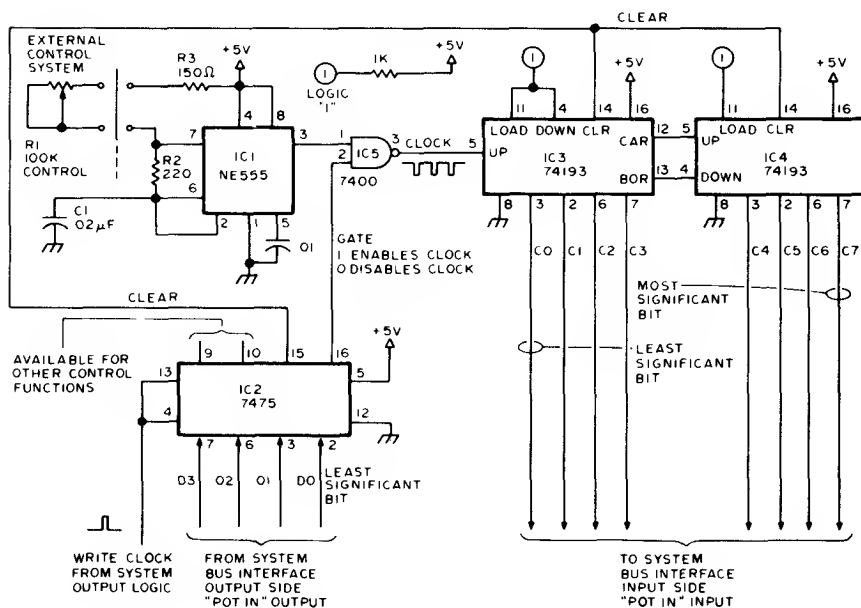 CLEAR
EXTERNAL
CONTROL
SYSTEM
R3
150Ω
+5V
1K
+5V
1
LOGIC
"1"
1
+5V
1
+5V
R1
100K
CONTROL
4
8
7
R2
220
IC1
NE555
3
6
2
1
5
C1
02μF
01
1
2
IC5
3
7400
CLOCK
5
11
4
14
16
LOAD
DOWN
CLR
UP
CAR
IC3
74193
BOR
12
13
8
3
2
6
7
5
4
11
14
16
LOAD
CLR
UP
IC4
74193
DOWN
8
3
2
6
7
C0
C1
C2
C3
C4
C5
C6
C7
GATE
1 ENABLES CLOCK
0 DISABLES CLOCK
MOST
SIGNIFICANT
BIT
LEAST
SIGNIFICANT
BIT
CLEAR
AVAILABLE FOR
OTHER CONTROL
FUNCTIONS
9
10
15
16
+5V
13
4
IC2
7475
5
12
7
6
3
2
D3
D2
D1
D0
LEAST
SIGNIFICANT
BIT
WRITE CLOCK
FROM SYSTEM
OUTPUT LOGIC
FROM SYSTEM
BUS INTERFACE
OUTPUT SIDE
"POT IN" OUTPUT
TO SYSTEM
BUS INTERFACE
INPUT SIDE
"POT IN" INPUT